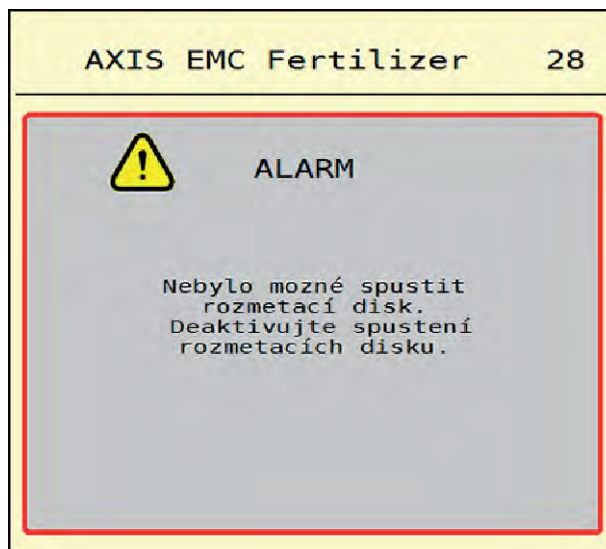 AXIS EMC Fertilizer 28
ALARM
Nebylo mozné spustit
rozmetací disk.
Deaktivujte spustení
rozmetacích disku.